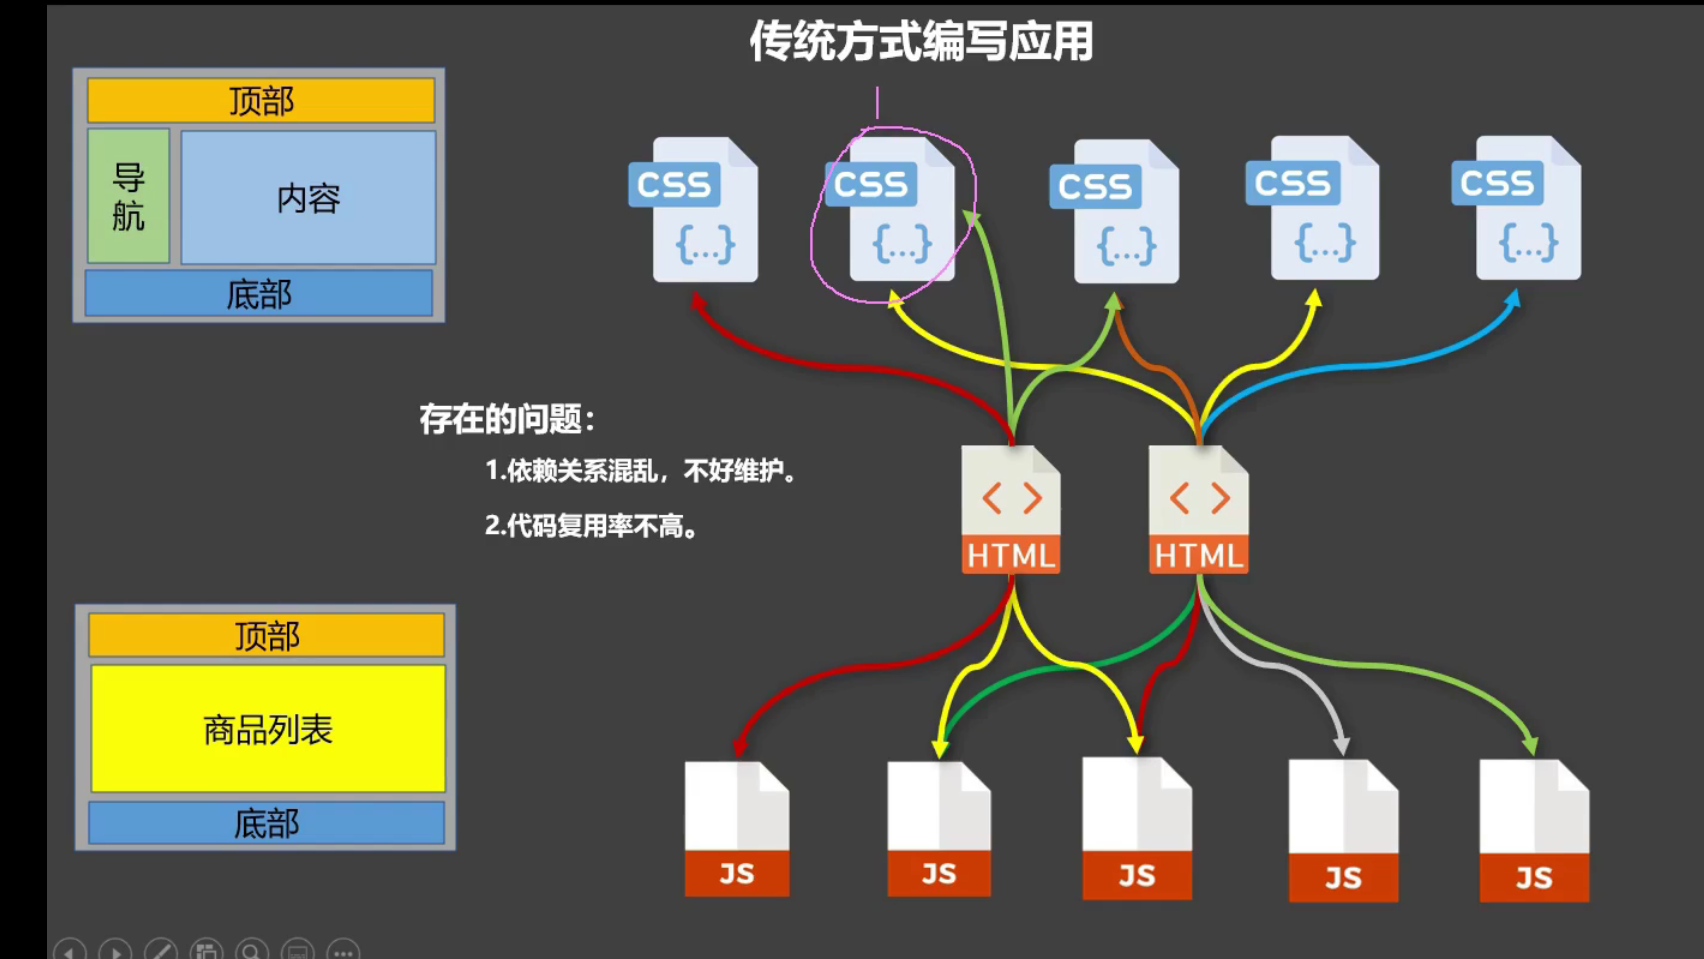 传统方式编写应用
顶部
导航
内容
底部
CSS
{...}
CSS
{...}
CSS
{...}
CSS
{...}
CSS
{...}
存在的问题：
1.依赖关系混乱，不好维护。
2.代码复用率不高。
< >
HTML
< >
HTML
顶部
商品列表
底部
JS
JS
JS
JS
JS